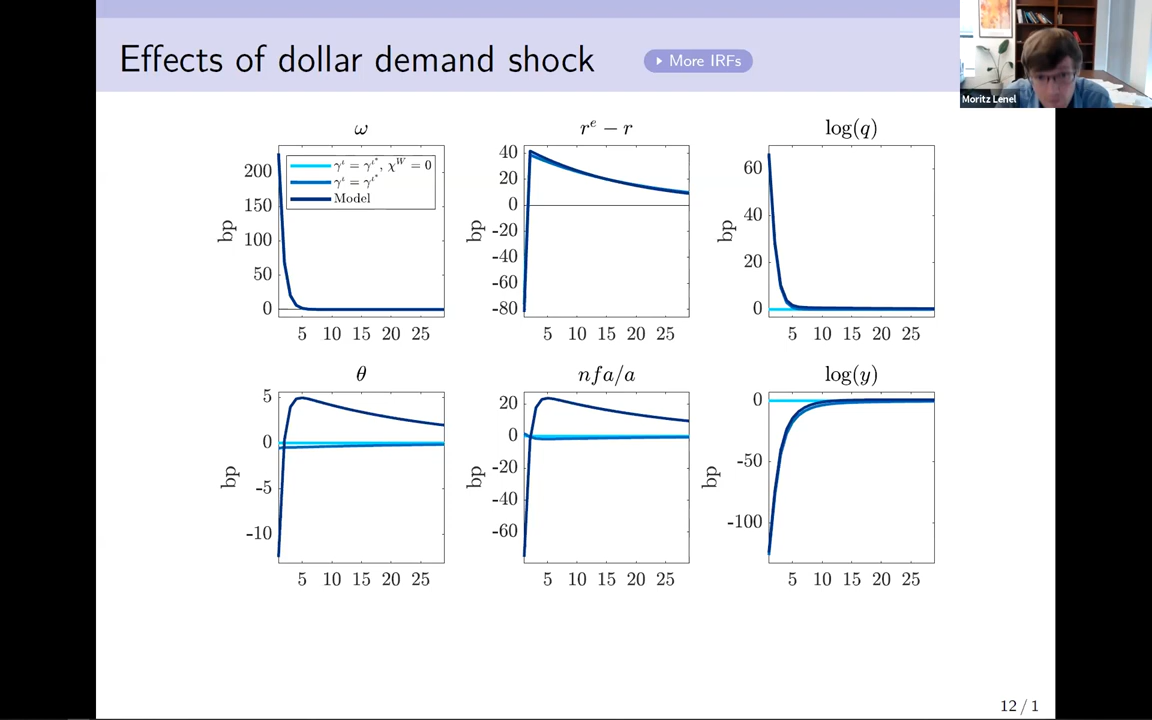 Effects of dollar demand shock
More IRFs
Moritz Lenel
ω
bp
200
150
100
50
0
γ^ι = γ^ι*, χ^W = 0
γ^ι = γ^ι*
Model
5 10 15 20 25
r^e − r
bp
40
20
0
-20
-40
-60
-80
5 10 15 20 25
log(q)
bp
60
40
20
0
5 10 15 20 25
θ
bp
5
0
-5
-10
5 10 15 20 25
nfa/a
bp
20
0
-20
-40
-60
5 10 15 20 25
log(y)
bp
0
-50
-100
5 10 15 20 25
12 / 1